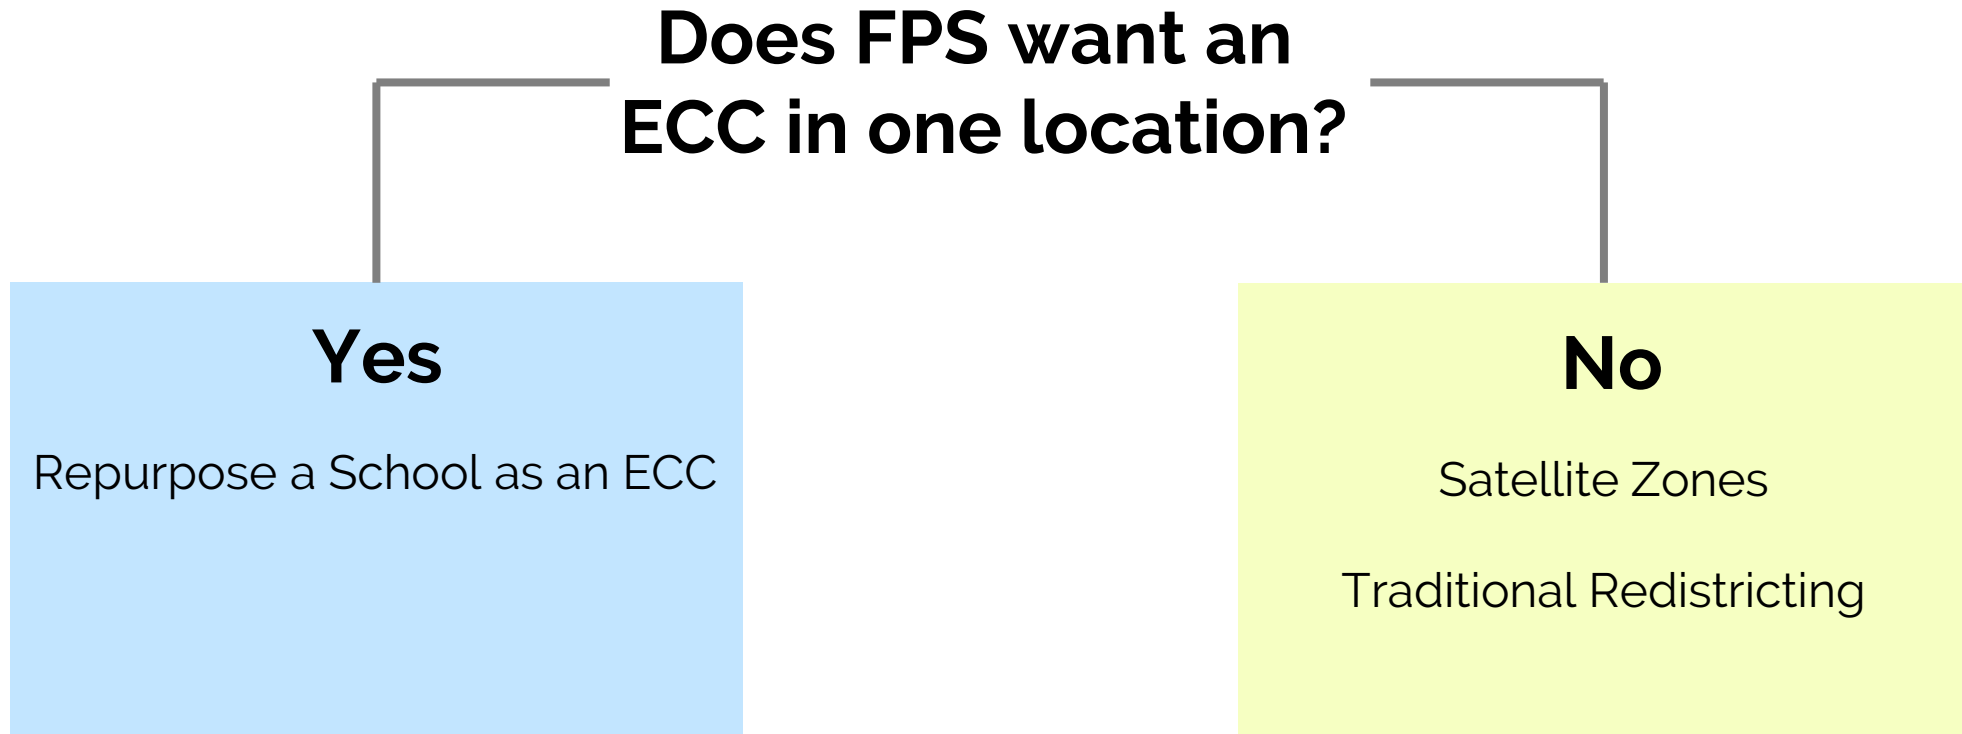 Does FPS want an
ECC in one location?
Yes
Repurpose a School as an ECC
No
Satellite Zones
Traditional Redistricting